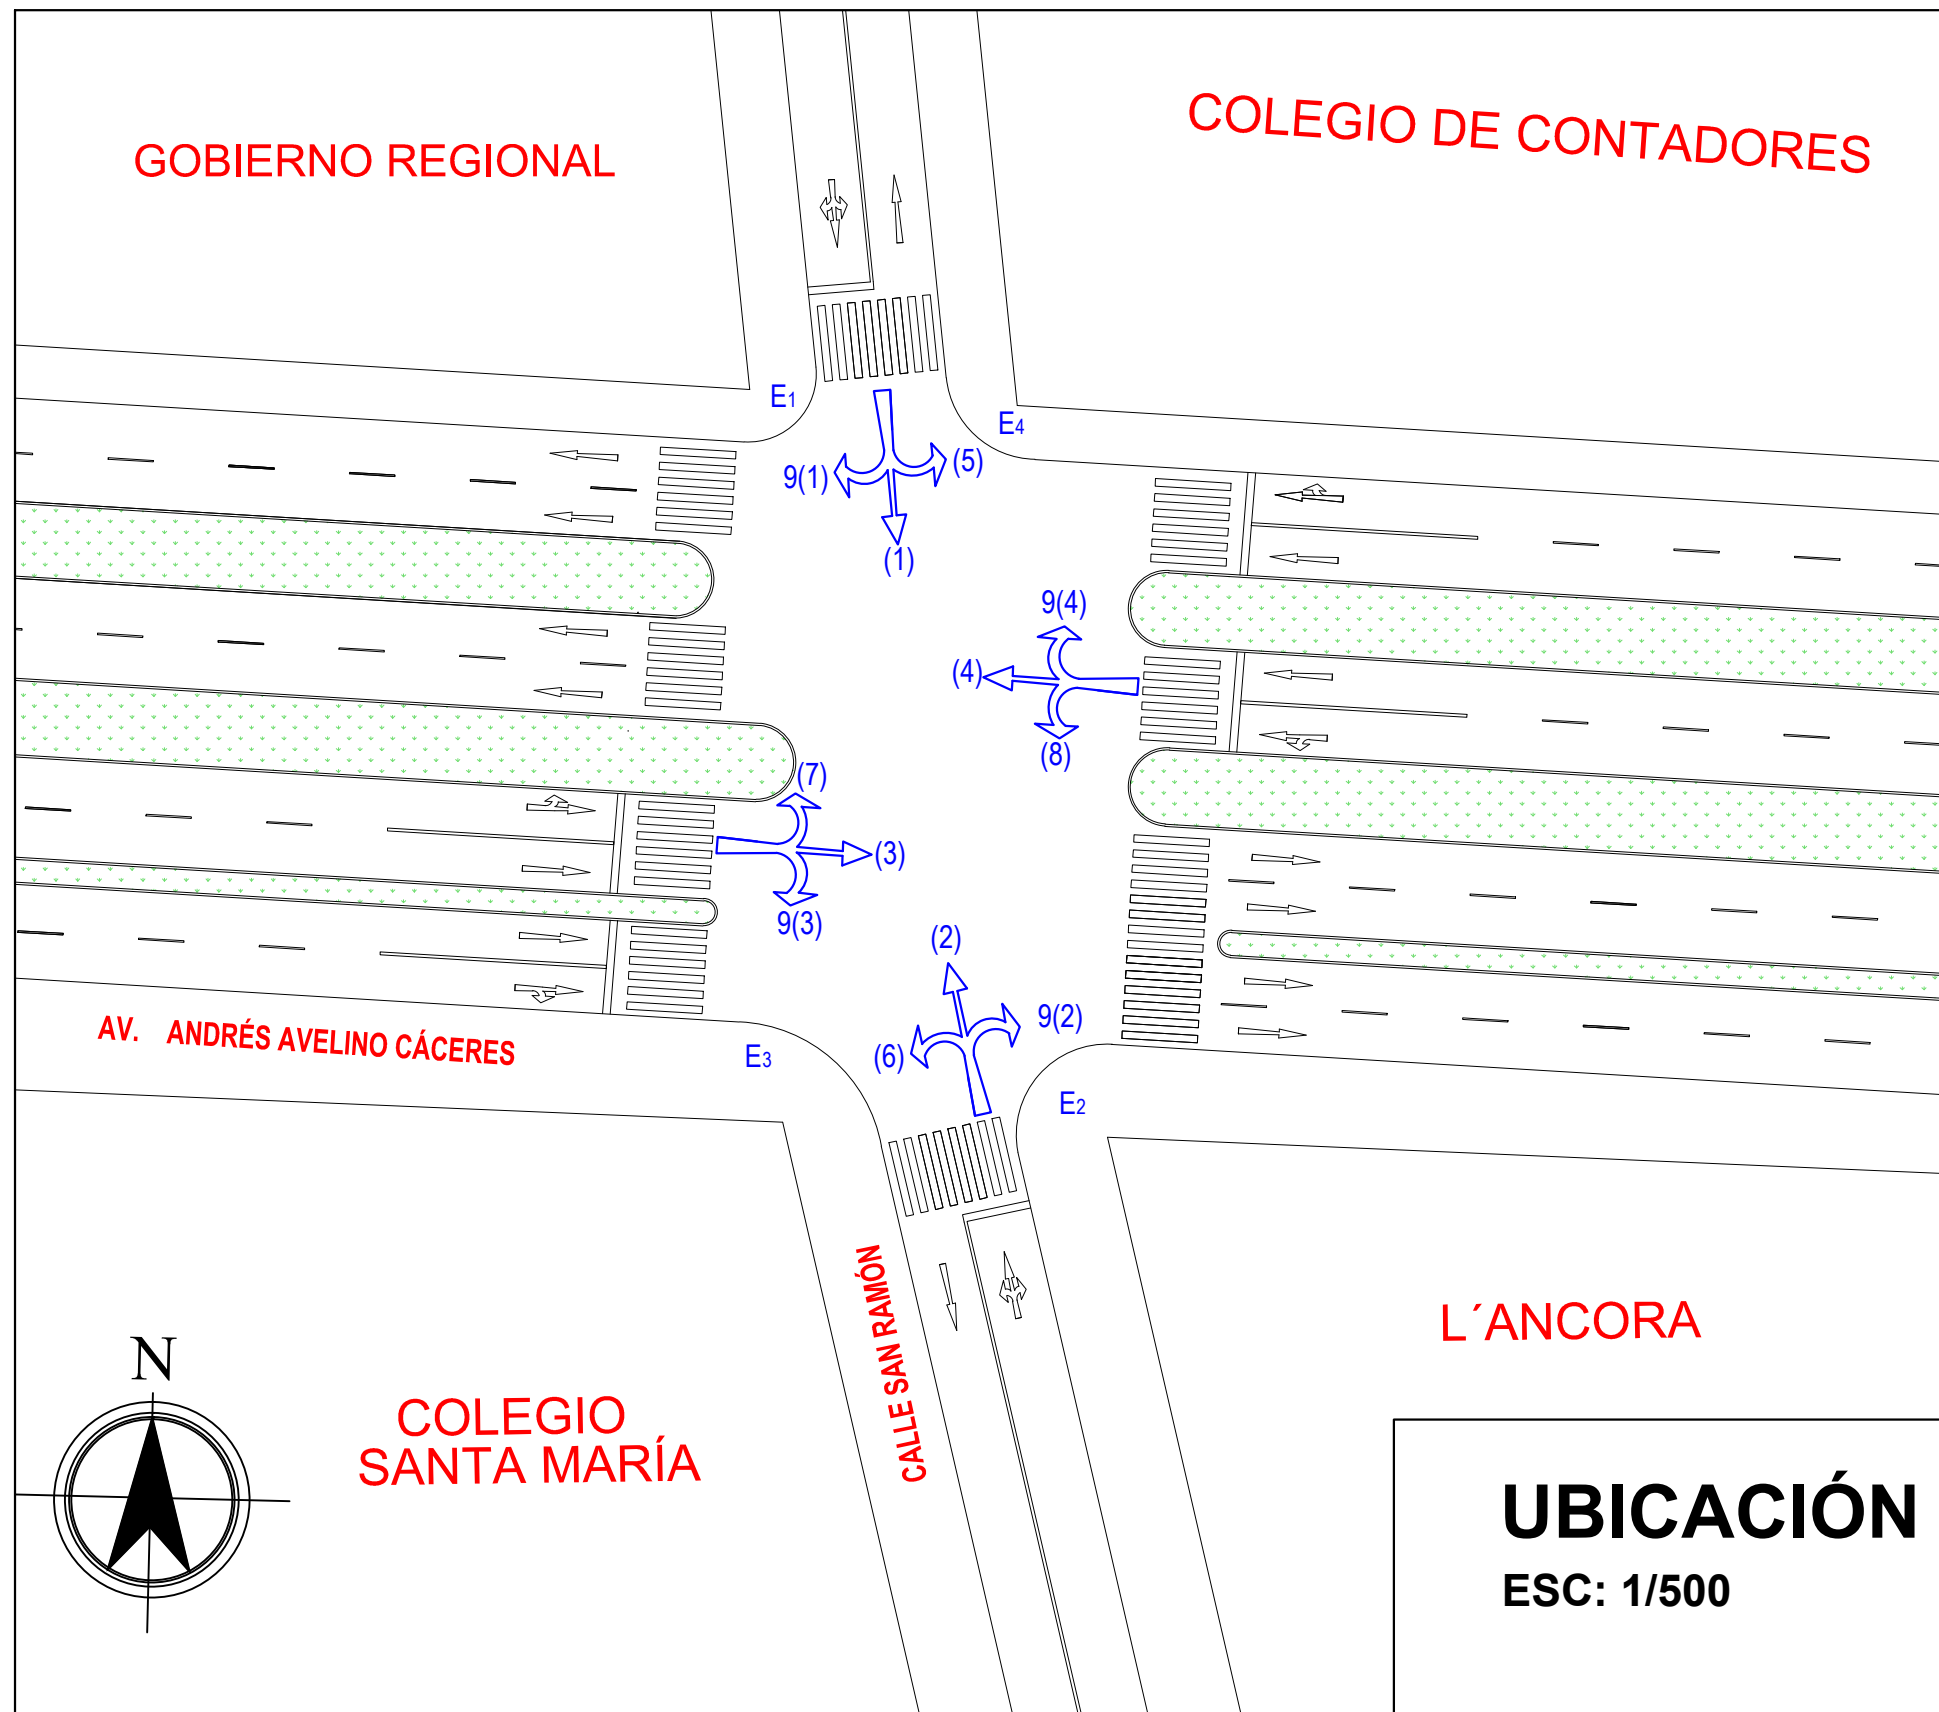 GOBIERNO REGIONAL
COLEGIO DE CONTADORES
E1
E4
9(1)
(5)
(1)
9(4)
(4)
(8)
(7)
(3)
9(3)
(2)
9(2)
(6)
AV. ANDRÉS AVELINO CÁCERES
E3
E2
CALLE SAN RAMÓN
L´ANCORA
N
COLEGIO
SANTA MARÍA
UBICACIÓN
ESC: 1/500